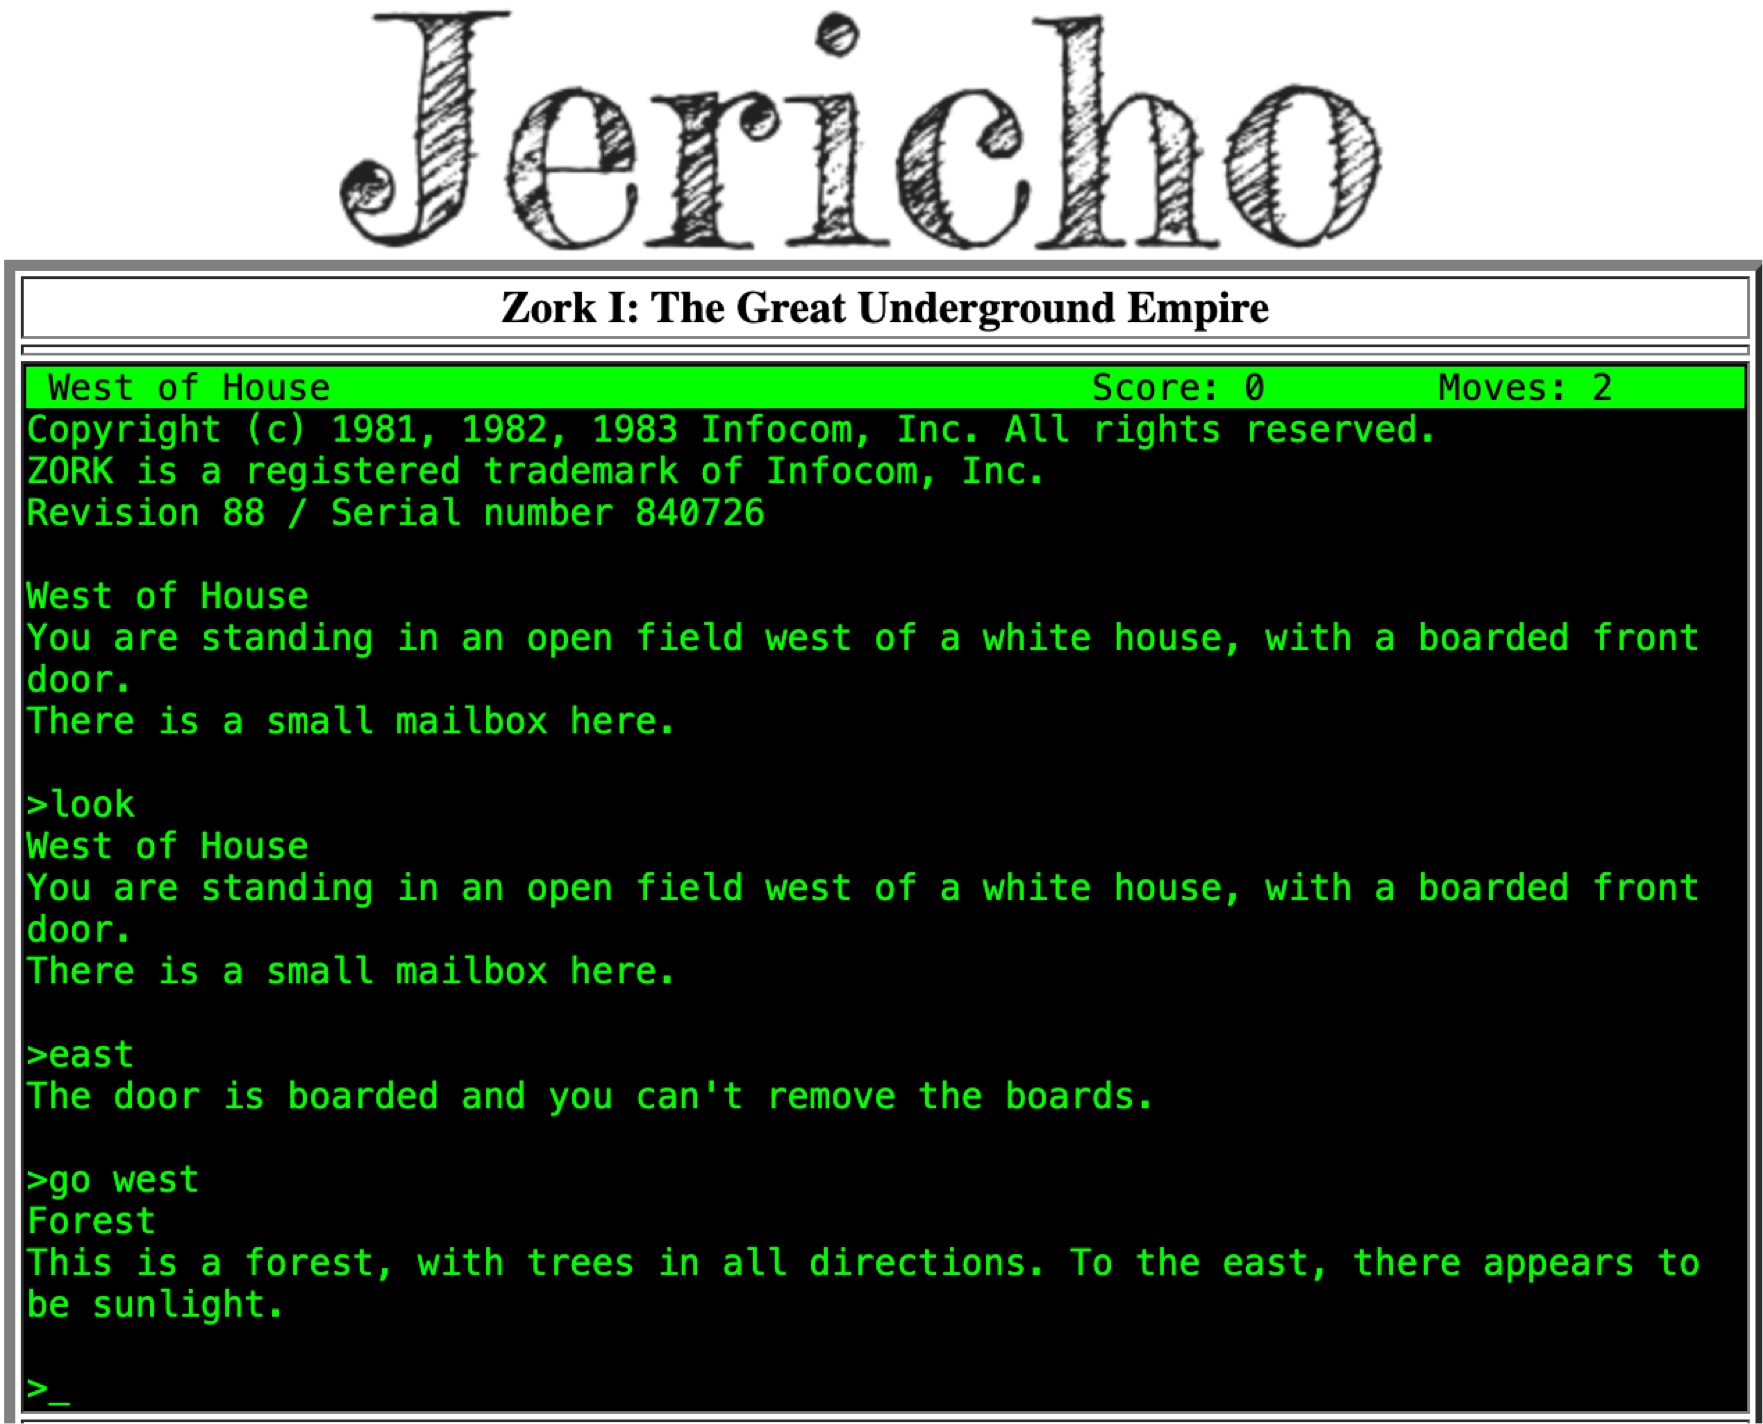 Jericho
Zork I: The Great Underground Empire
West of House Score: 0 Moves: 2
Copyright (c) 1981, 1982, 1983 Infocom, Inc. All rights reserved.
ZORK is a registered trademark of Infocom, Inc.
Revision 88 / Serial number 840726
West of House
You are standing in an open field west of a white house, with a boarded front
door.
There is a small mailbox here.
>look
West of House
You are standing in an open field west of a white house, with a boarded front
door.
There is a small mailbox here.
>east
The door is boarded and you can't remove the boards.
>go west
Forest
This is a forest, with trees in all directions. To the east, there appears to
be sunlight.
>_